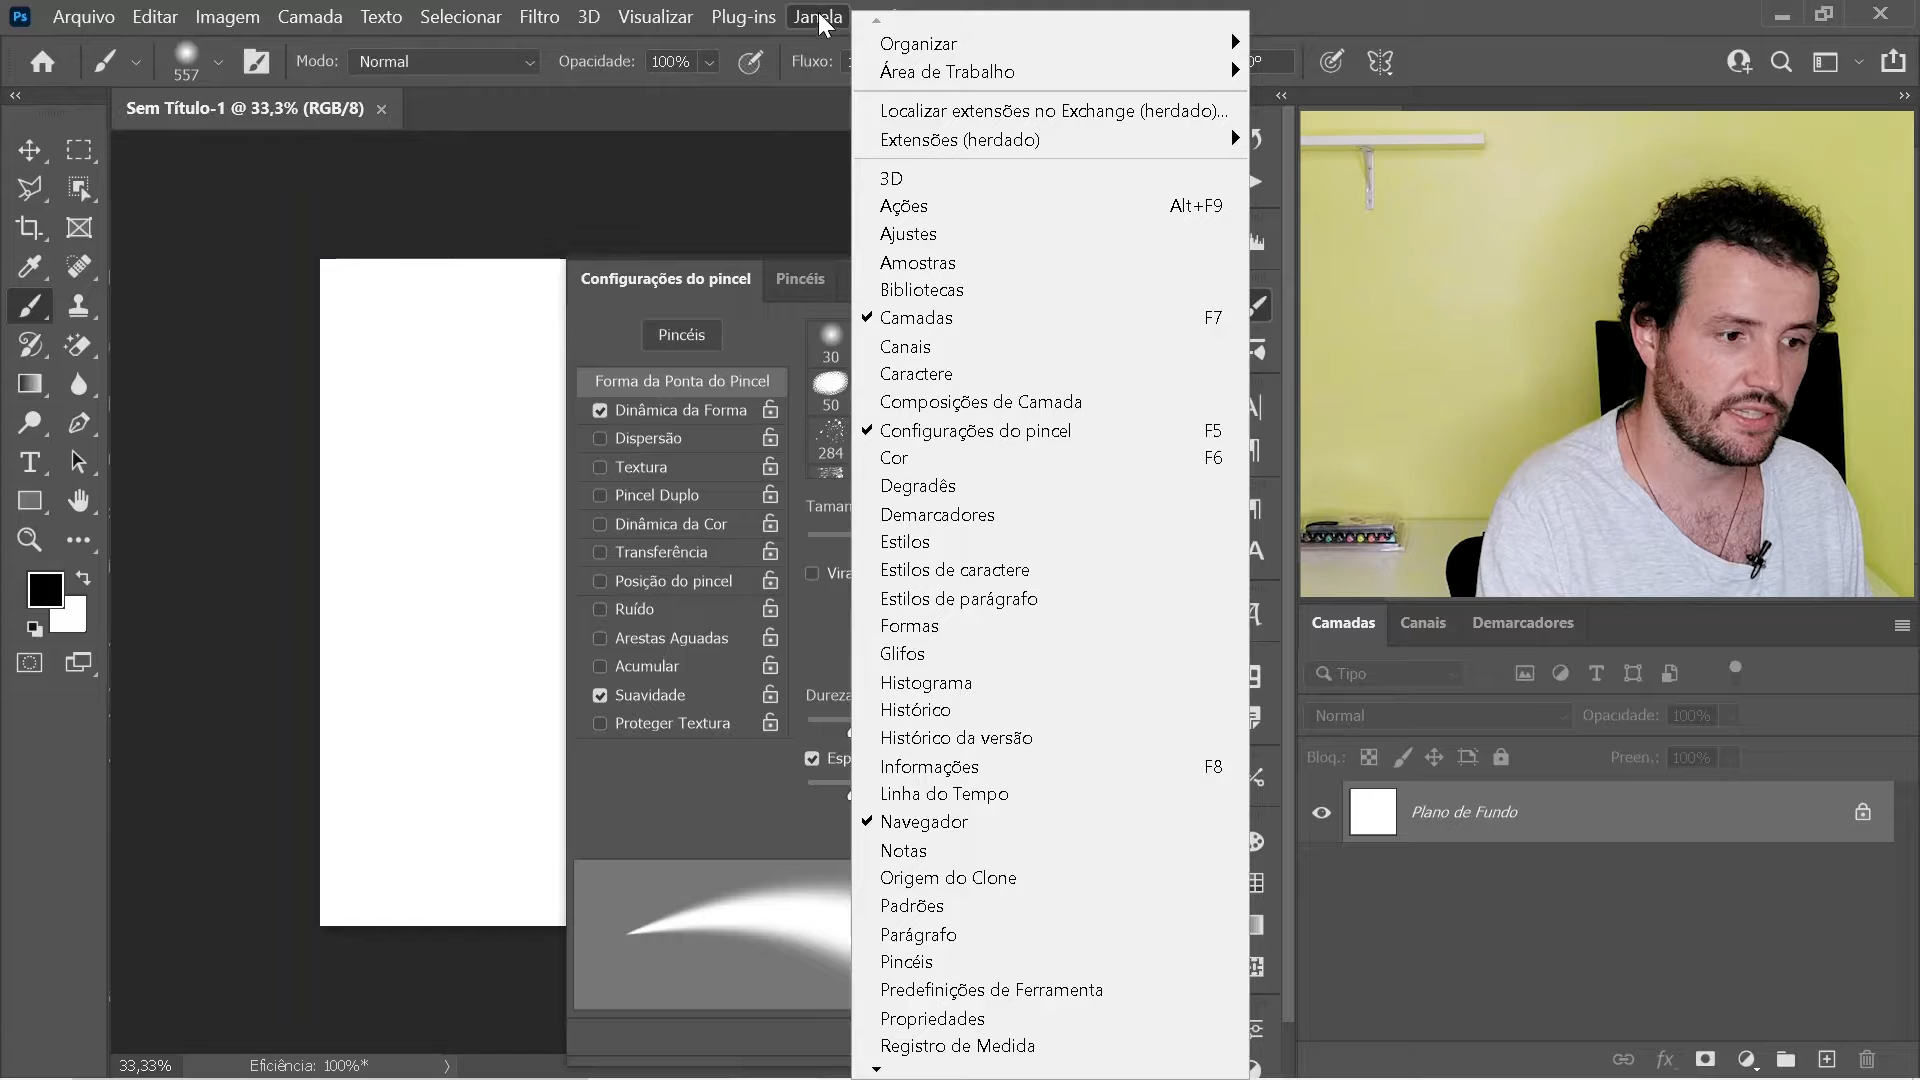 Ps Arquivo Editar Imagem Camada Texto Selecionar Filtro 3D Visualizar Plug-ins Janela
557 Modo: Normal Opacidade: 100% Fluxo:
Sem Título-1 @ 33,3% (RGB/8)
Configurações do pincel Pincéis
Pincéis
Forma da Ponta do Pincel
Dinâmica da Forma
Dispersão
Textura
Pincel Duplo
Dinâmica da Cor
Transferência
Posição do pincel
Ruído
Arestas Aguadas
Acumular
Suavidade
Proteger Textura
30
50
284
33,33% Eficiência: 100%*
Organizar
Área de Trabalho
Localizar extensões no Exchange (herdado)...
Extensões (herdado)
3D
Ações Alt+F9
Ajustes
Amostras
Bibliotecas
Camadas F7
Canais
Caractere
Composições de Camada
Configurações do pincel F5
Cor F6
Degradês
Demarcadores
Estilos
Estilos de caractere
Estilos de parágrafo
Formas
Glifos
Histograma
Histórico
Histórico da versão
Informações F8
Linha do Tempo
Navegador
Notas
Origem do Clone
Padrões
Parágrafo
Pincéis
Predefinições de Ferramenta
Propriedades
Registro de Medida
Camadas Canais Demarcadores
Tipo
Normal Opacidade: 100%
Bloq.: Preen.: 100%
Plano de Fundo
fx